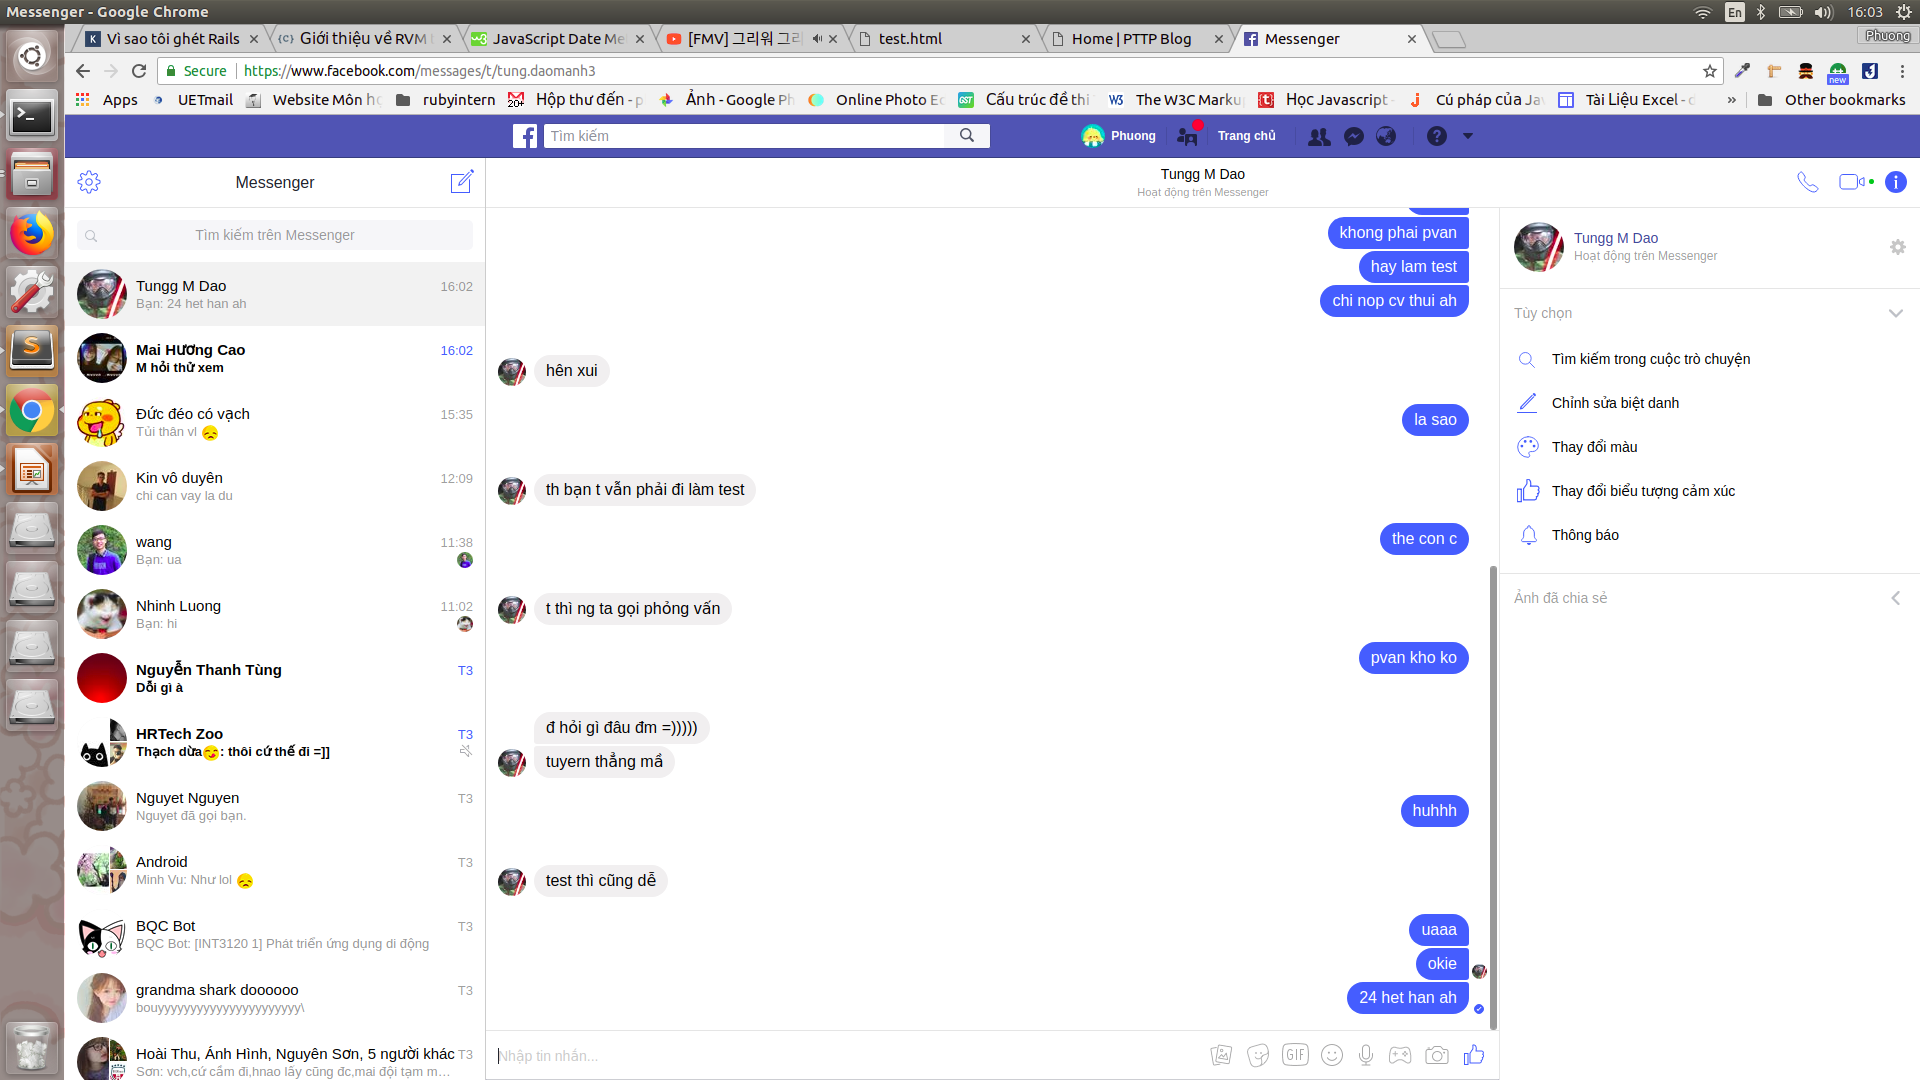 Messenger - Google Chrome
En
16:03
Vì sao tôi ghét Rails
Giới thiệu về RVM
JavaScript Date Me
[FMV] 그리워 그리
test.html
Home | PTTP Blog
Messenger
Phuong
Secure
https://www.facebook.com/messages/t/tung.daomanh3
new
Apps
UETmail
Website Môn họ
rubyintern
20+
Hộp thư đến - p
Ảnh - Google Ph
Online Photo Ed
GST
Cấu trúc đề thi
W3
The W3C Marku
Học Javascript -
Cú pháp của Ja
Tài Liệu Excel - d
»
Other bookmarks
Tìm kiếm
Phuong
Trang chủ
Messenger
Tungg M Dao
Hoạt động trên Messenger
Tìm kiếm trên Messenger
Tungg M Dao
16:02
Bạn: 24 het han ah
Mai Hương Cao
16:02
M hỏi thử xem
Đức đéo có vạch
15:35
Tủi thân vl
Kin vô duyên
12:09
chi can vay la du
wang
11:38
Bạn: ua
Nhinh Luong
11:02
Bạn: hi
Nguyễn Thanh Tùng
T3
Dỗi gì à
HRTech Zoo
T3
Thạch dừa: thôi cứ thế đi =]]
Nguyet Nguyen
T3
Nguyet đã gọi bạn.
Android
T3
Minh Vu: Như lol
BQC Bot
T3
BQC Bot: [INT3120 1] Phát triển ứng dụng di động
grandma shark doooooo
T3
bouyyyyyyyyyyyyyyyyyyyyyy\
Hoài Thu, Ánh Hình, Nguyên Sơn, 5 người khác
T3
Sơn: vch,cứ cầm đi,hnao lấy cũng đc,mai đội tạm m…
khong phai pvan
hay lam test
chi nop cv thui ah
hên xui
la sao
th bạn t vẫn phải đi làm test
the con c
t thì ng ta gọi phỏng vấn
pvan kho ko
đ hỏi gì đâu đm =)))))
tuyern thẳng mà̉
huhhh
test thì cũng dễ
uaaa
okie
24 het han ah
Nhập tin nhắn...
GIF
Tungg M Dao
Hoạt động trên Messenger
Tùy chọn
Tìm kiếm trong cuộc trò chuyện
Chỉnh sửa biệt danh
Thay đổi màu
Thay đổi biểu tượng cảm xúc
Thông báo
Ảnh đã chia sẻ